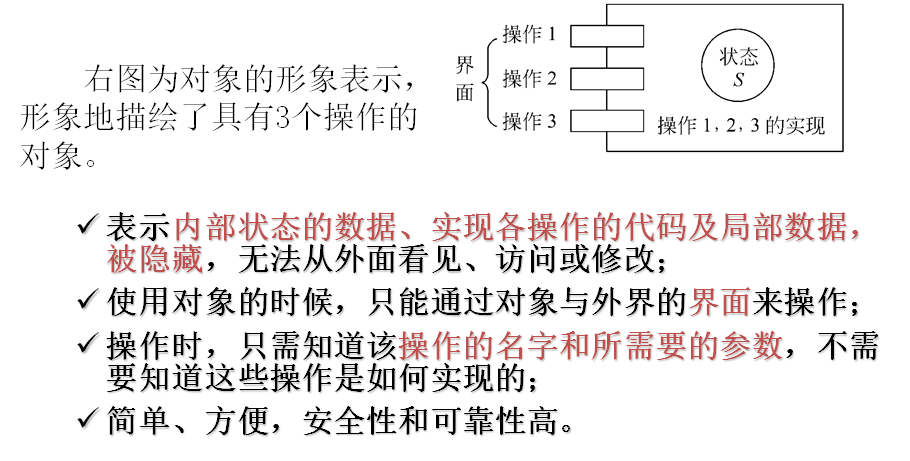 右图为对象的形象表示，
形象地描绘了具有3个操作的
对象。
界面
操作 1
操作 2
操作 3
状态
S
操作 1, 2, 3 的实现
✓表示内部状态的数据、实现各操作的代码及局部数据，
被隐藏，无法从外面看见、访问或修改；
✓使用对象的时候，只能通过对象与外界的界面来操作；
✓操作时，只需知道该操作的名字和所需要的参数，不需
要知道这些操作是如何实现的；
✓简单、方便，安全性和可靠性高。